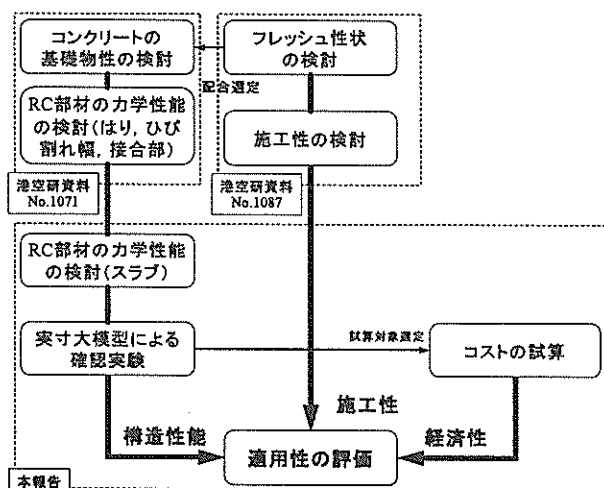 コンクリートの
基礎物性の検討
フレッシュ性状
の検討
配合選定
RC部材の力学性能
の検討(はり, ひび
割れ幅, 接合部)
施工性の検討
港空研資料
No.1071
港空研資料
No.1087
RC部材の力学性能
の検討(スラブ)
実寸大模型による
確認実験
試算対象選定
コストの試算
施工性
構造性能
経済性
適用性の評価
本報告